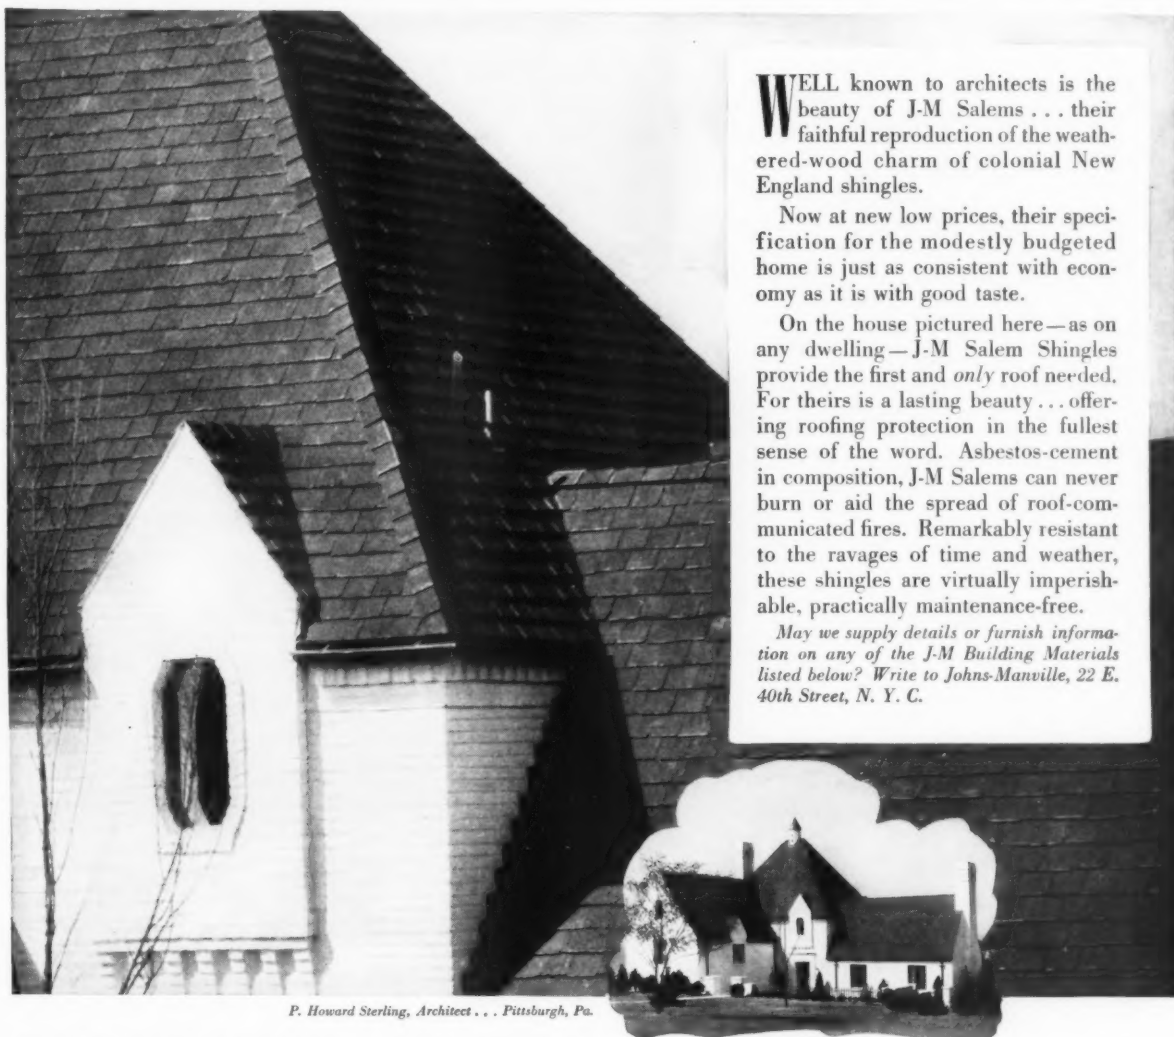 WELL known to architects is the
beauty of J-M Salems . . . their
faithful reproduction of the weath-
ered-wood charm of colonial New
England shingles.
Now at new low prices, their speci-
fication for the modestly budgeted
home is just as consistent with econ-
omy as it is with good taste.
On the house pictured here—as on
any dwelling—J-M Salem Shingles
provide the first and only roof needed.
For theirs is a lasting beauty . . . offer-
ing roofing protection in the fullest
sense of the word. Asbestos-cement
in composition, J-M Salems can never
burn or aid the spread of roof-com-
municated fires. Remarkably resistant
to the ravages of time and weather,
these shingles are virtually imperish-
able, practically maintenance-free.
May we supply details or furnish informa-
tion on any of the J-M Building Materials
listed below? Write to Johns-Manville, 22 E.
40th Street, N. Y. C.
P. Howard Sterling, Architect . . . Pittsburgh, Pa.